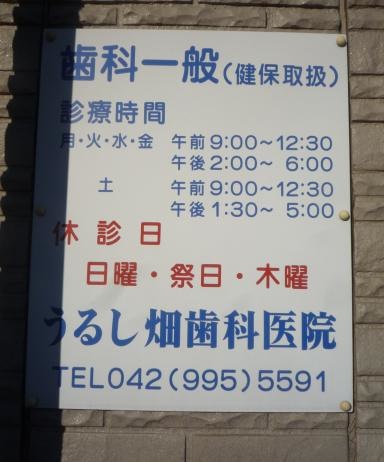 歯科一般(健保取扱)
診療時間
月・火・水・金 午前 9:00〜12:30
午後 2:00〜 6:00
土 午前 9:00〜12:30
午後 1:30〜 5:00
休診日
日曜・祭日・木曜
うるし畑歯科医院
TEL042(995)5591